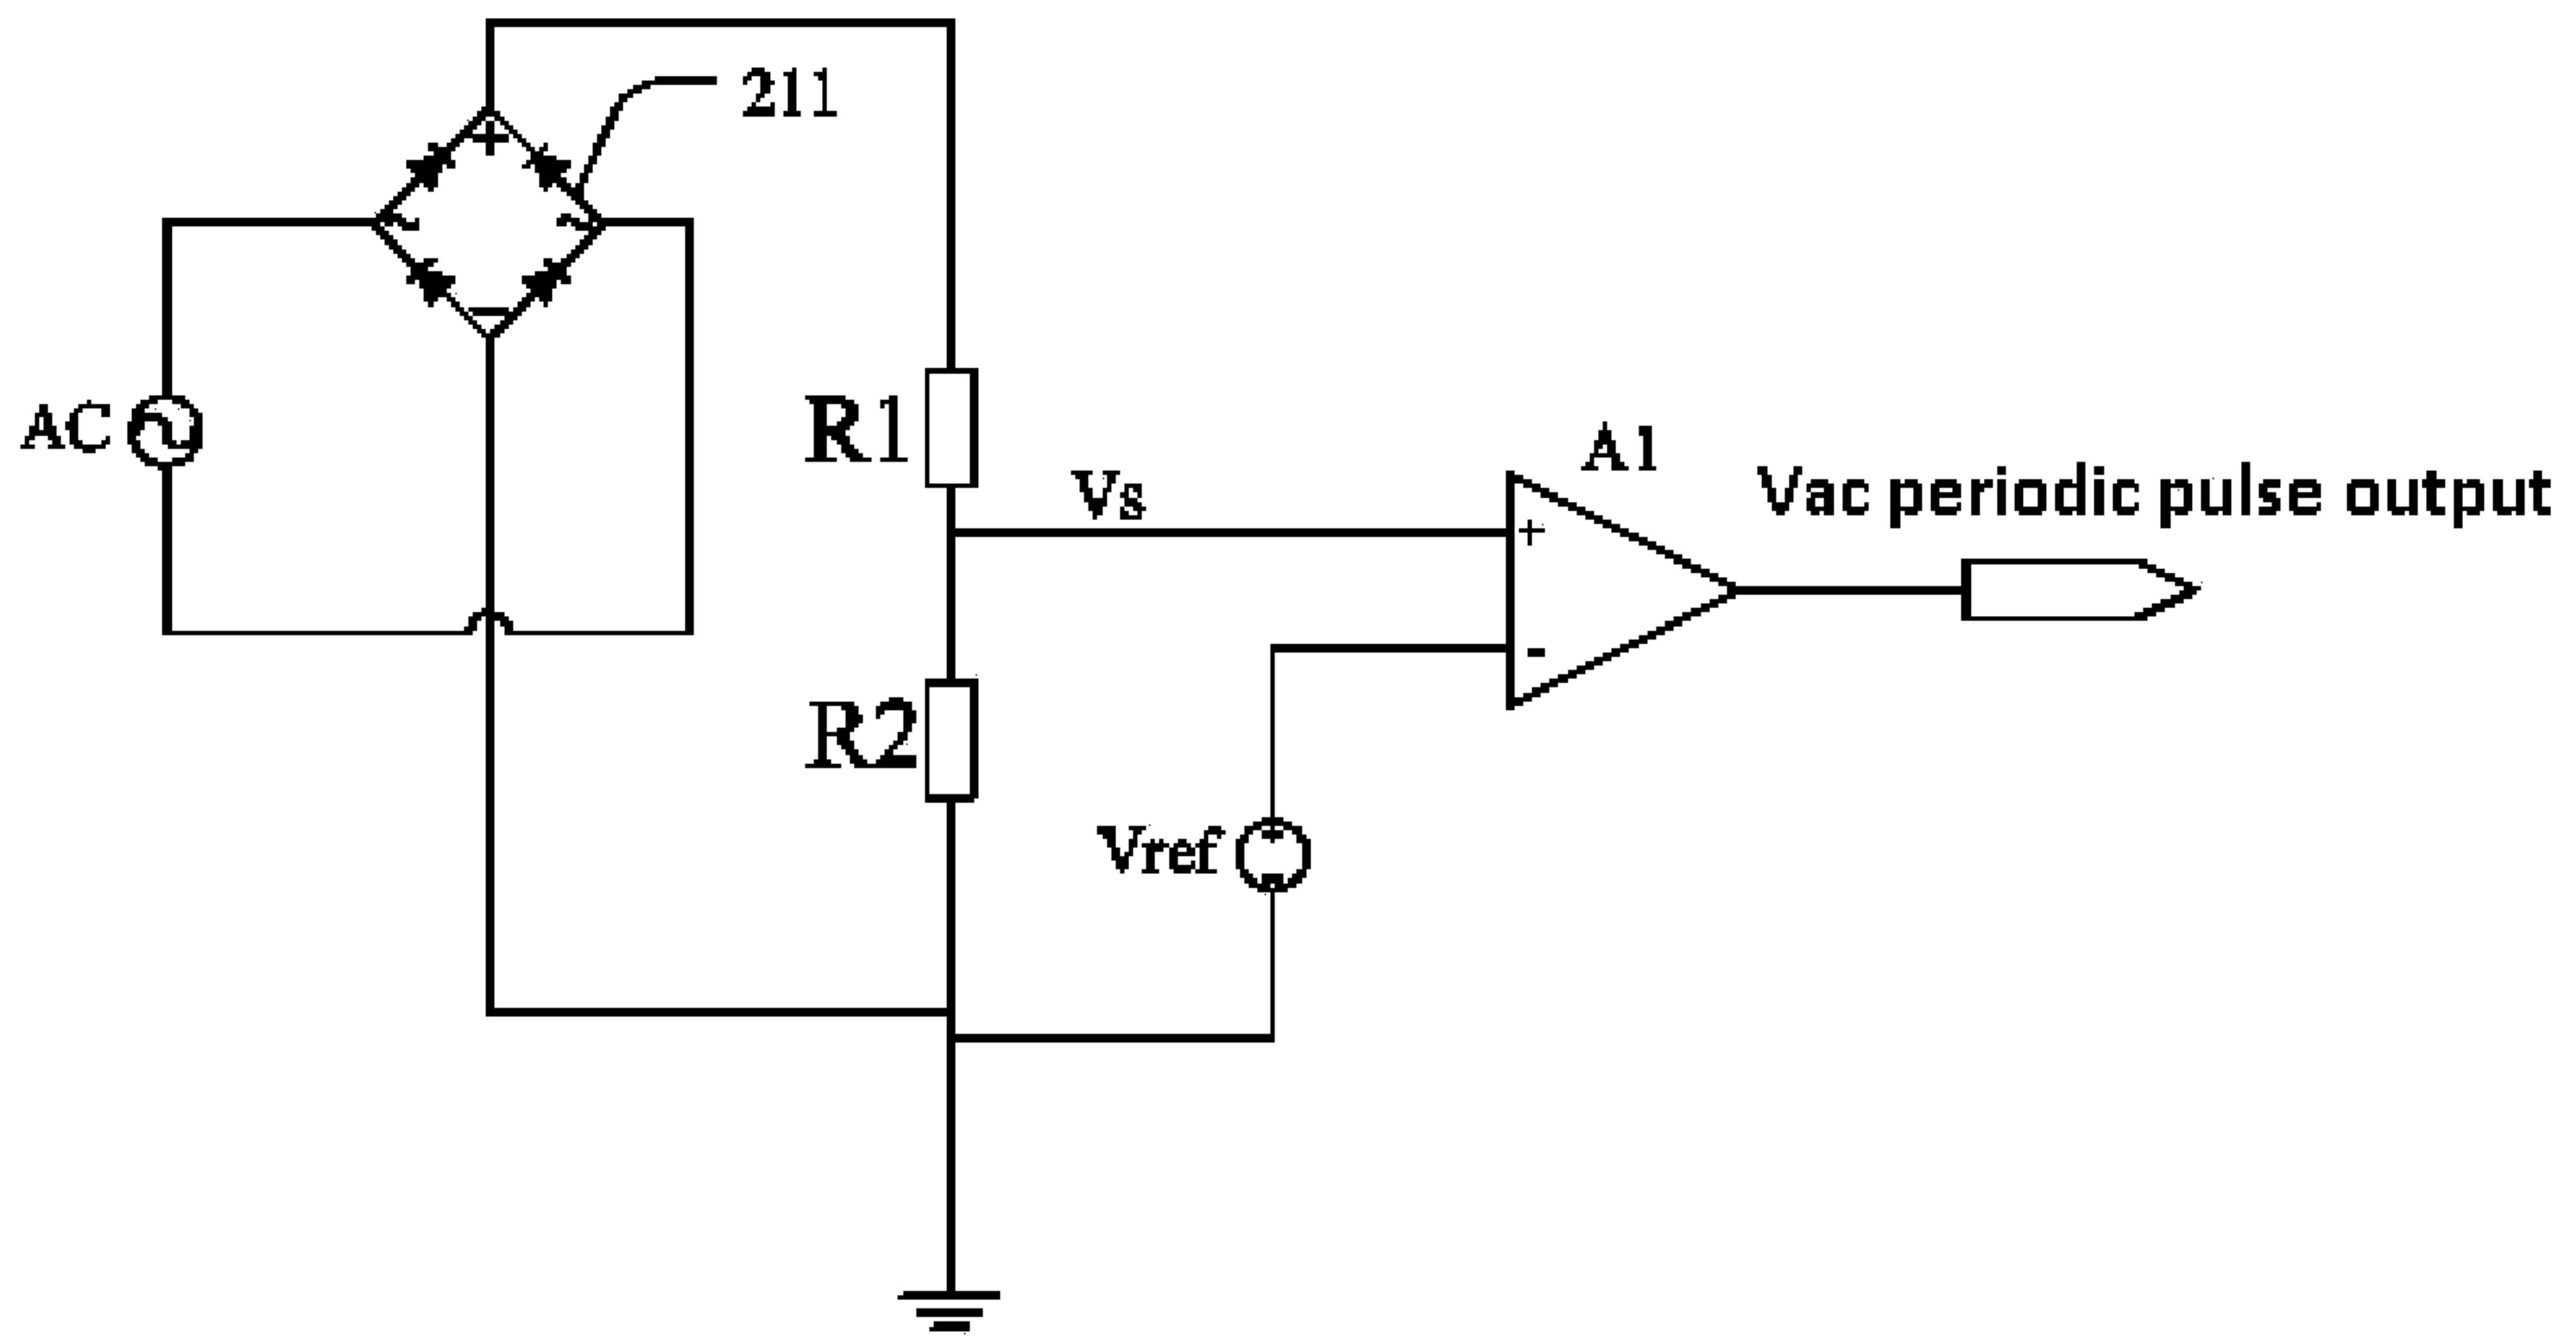 211
AC
R1
Vs
A1
Vac periodic pulse output
+
-
R2
Vref